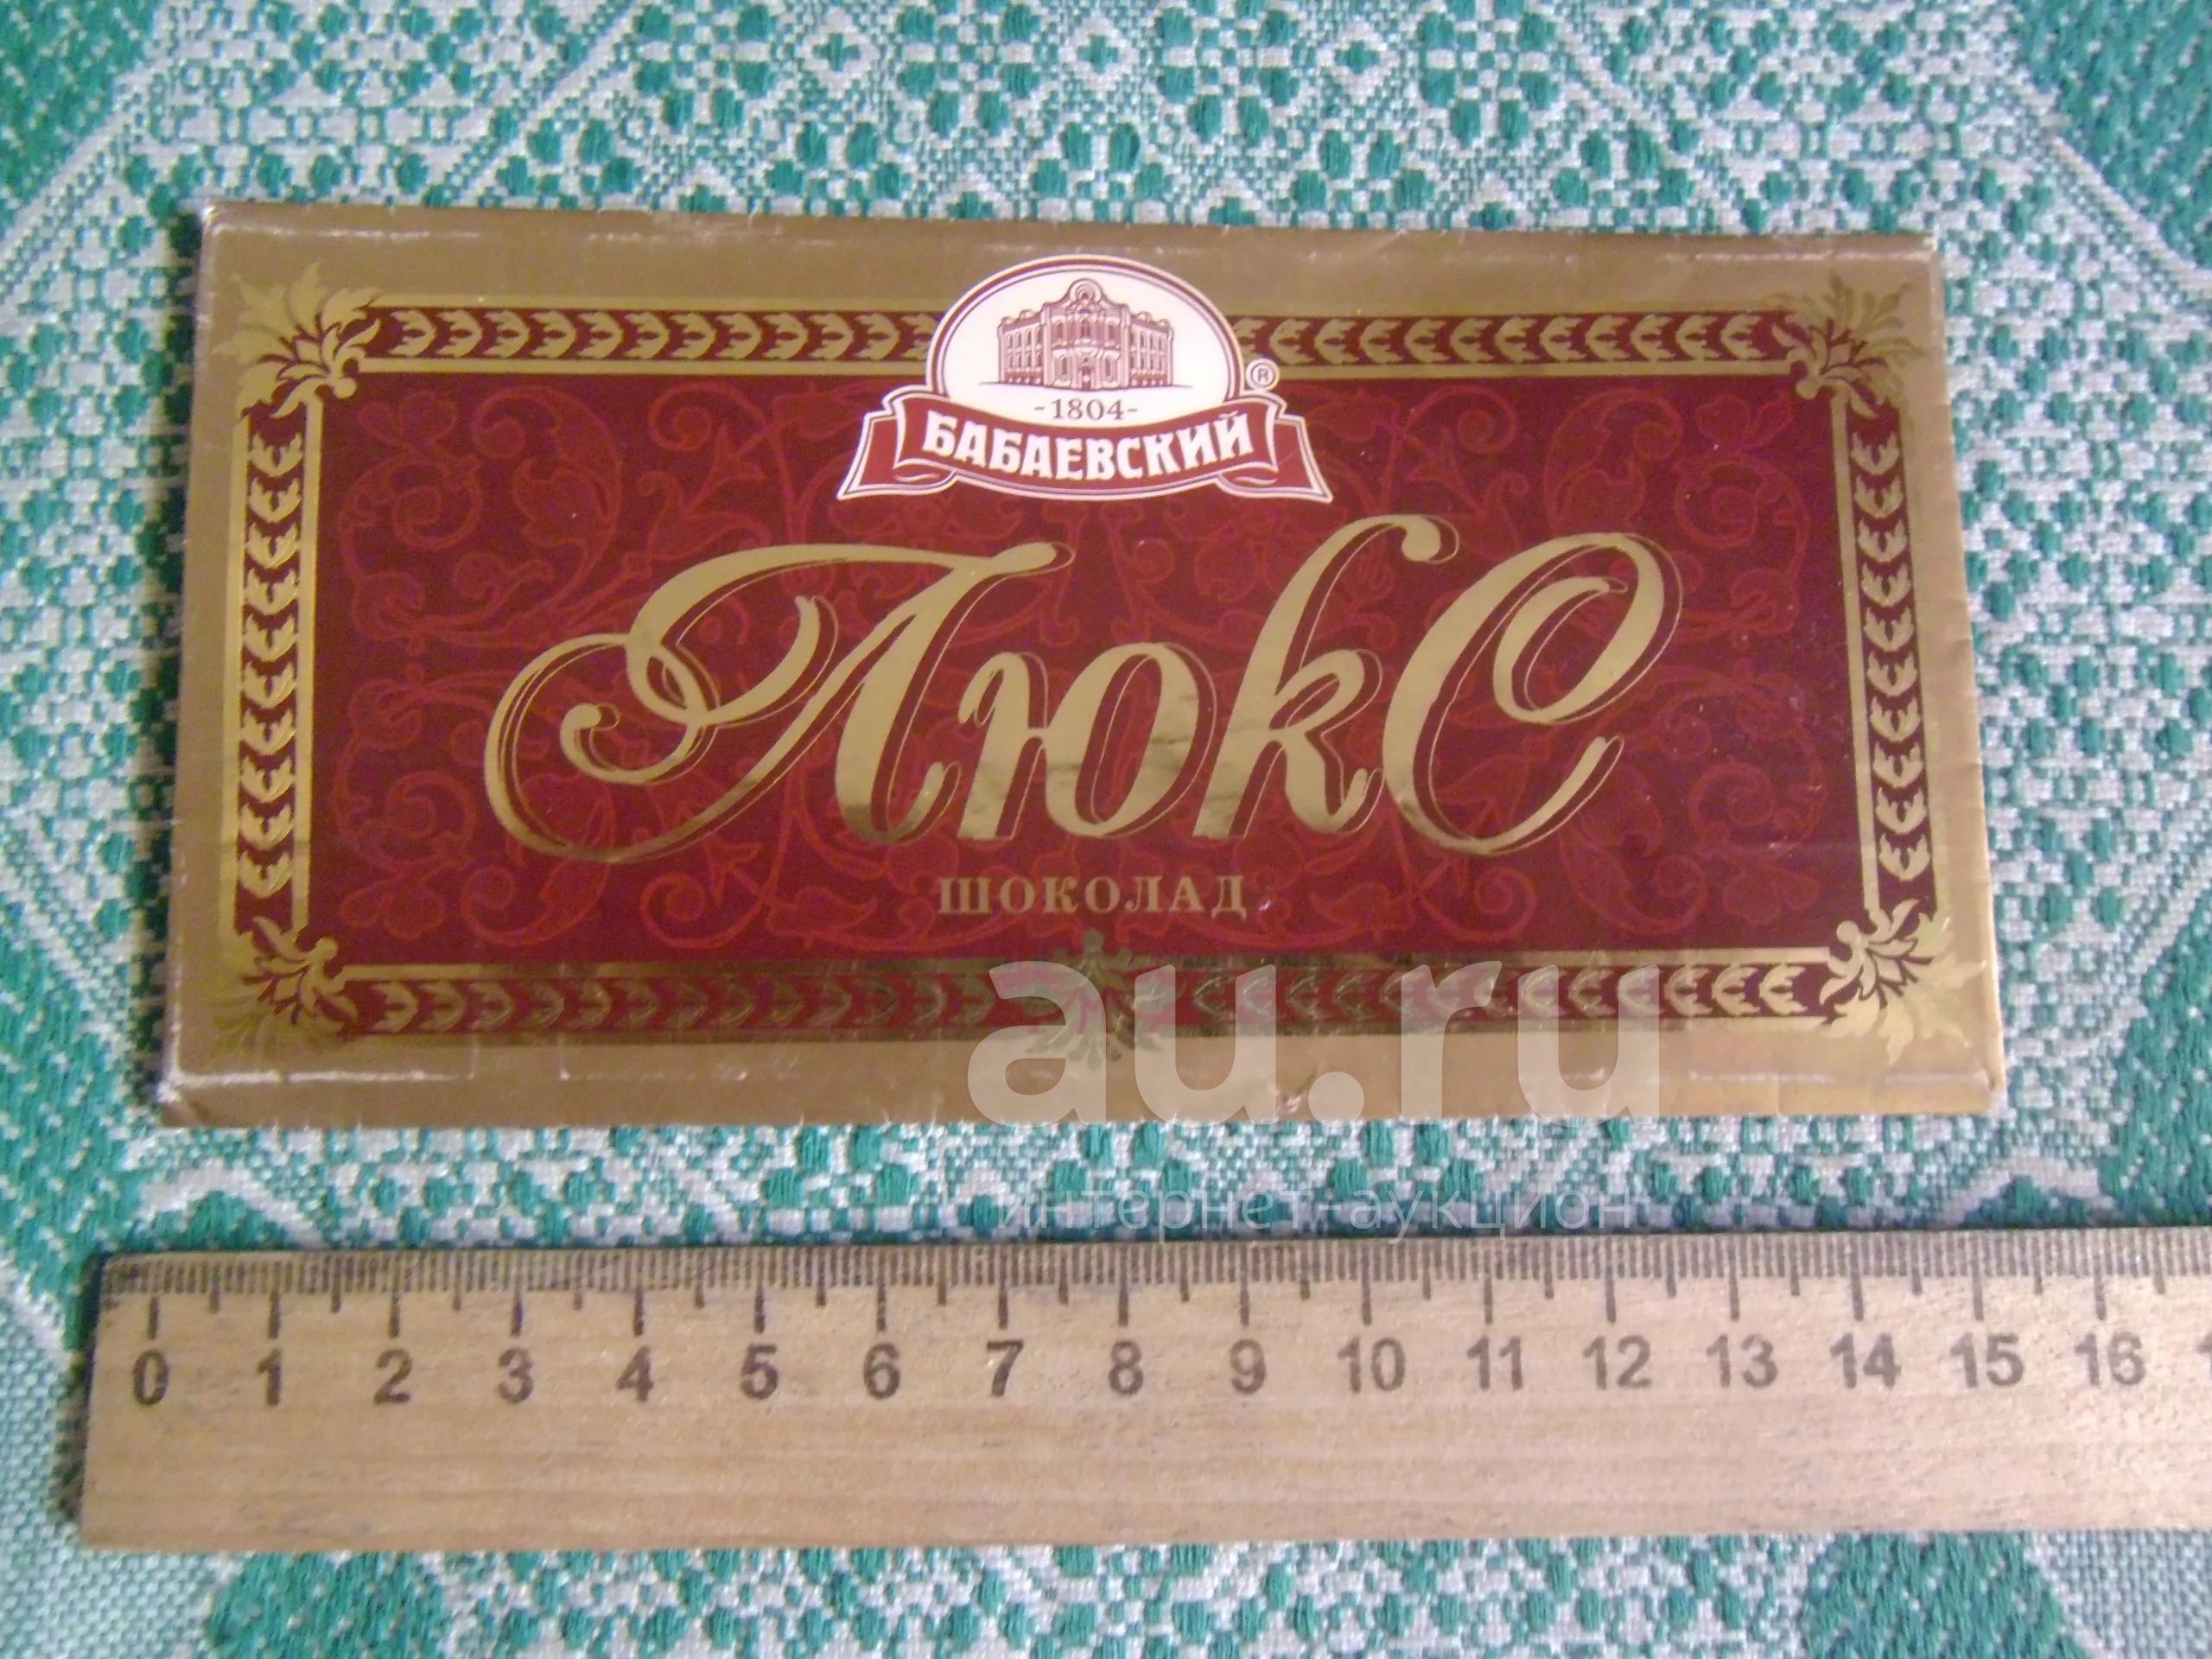 -1804-
®
БАБАЕВСКИЙ
Люкс
ШОКОЛАД
au.ru
интернет-аукцион
0 1 2 3 4 5 6 7 8 9 10 11 12 13 14 15 16